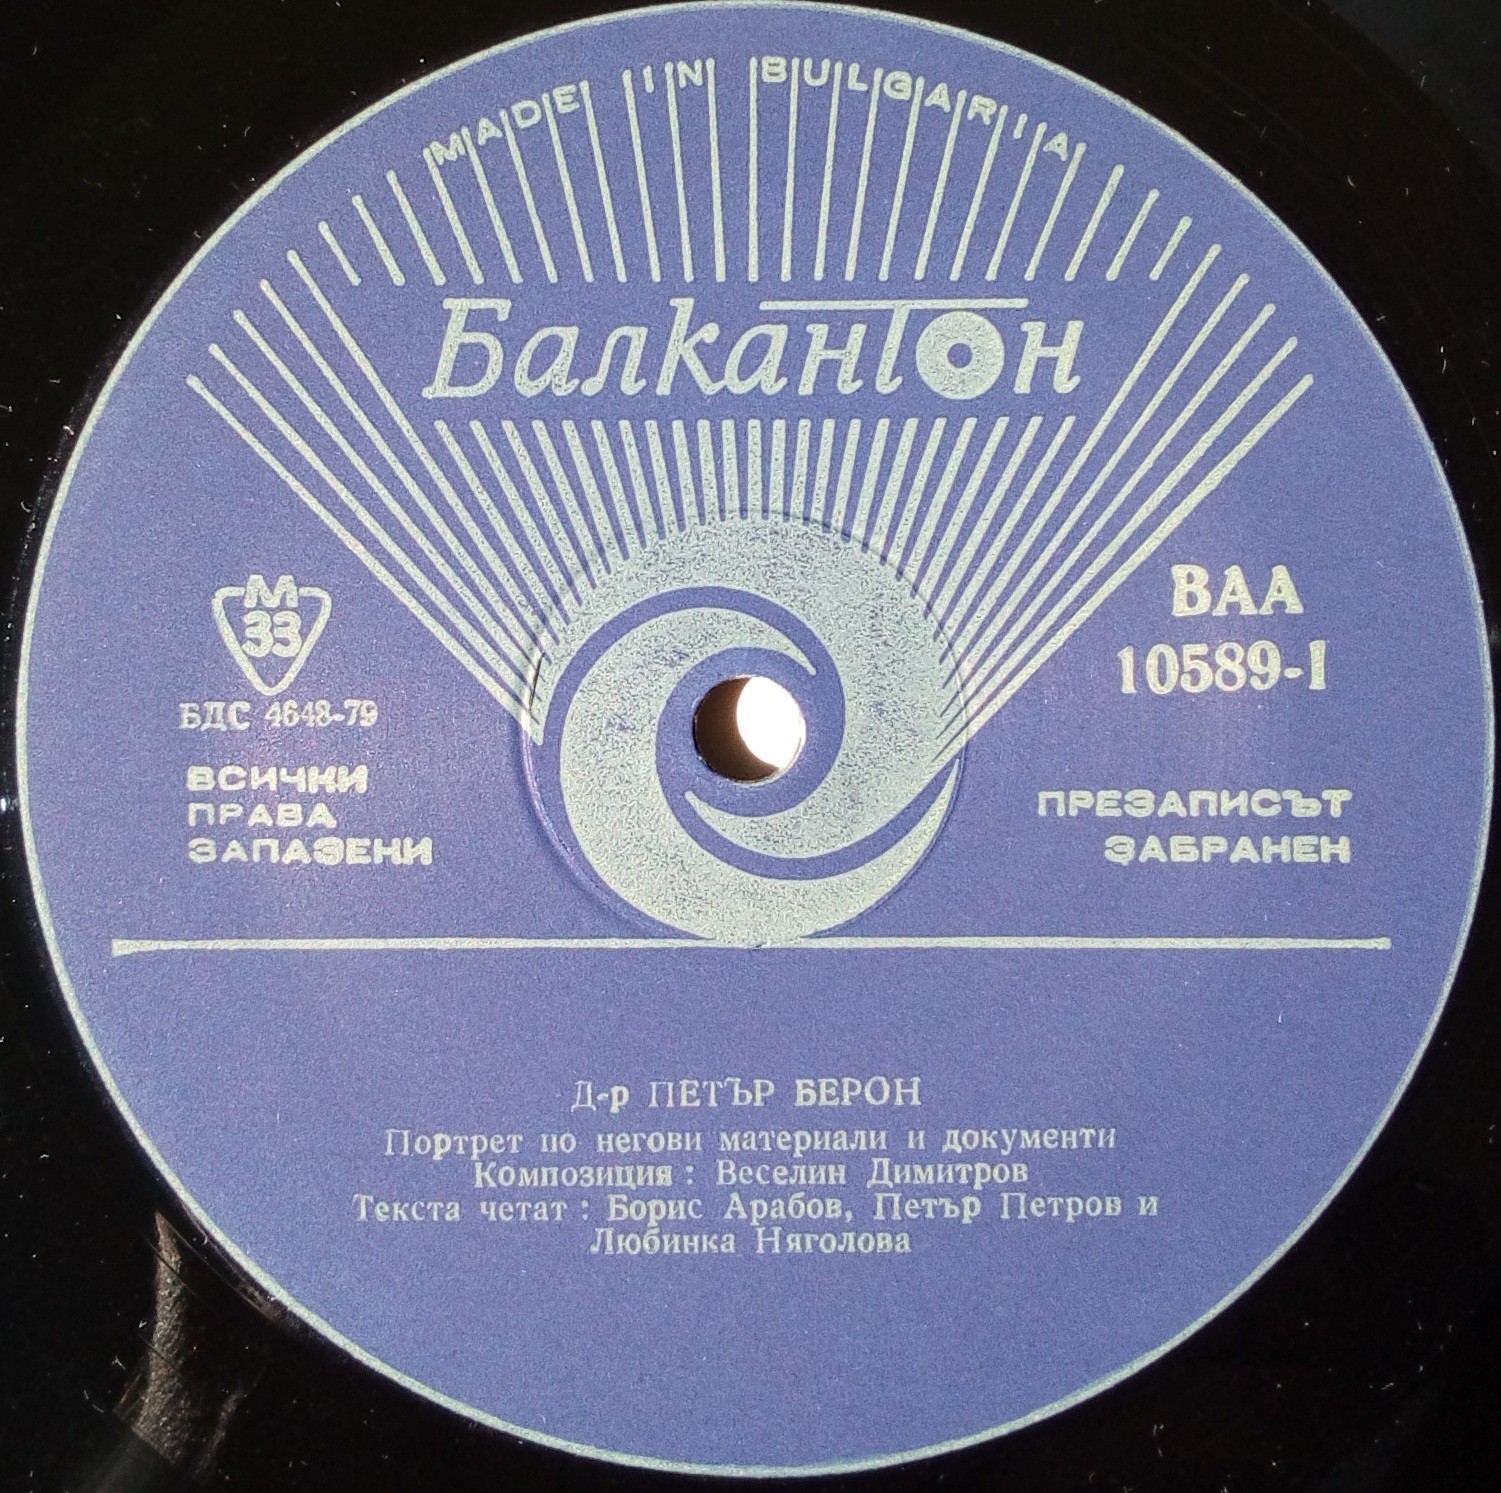 MADE IN BULGARIA
Балкантон
М
33
БДС 4648-79
ВСИЧКИ
ПРАВА
ЗАПАЗЕНИ
ВАА
10589-I
ПРЕЗАПИСЪТ
ЗАБРАНЕН
Д-р ПЕТЪР БЕРОН
Портрет по негови материали и документи
Композиция : Веселин Димитров
Текста четат : Борис Арабов, Петър Петров и
Любинка Няголова